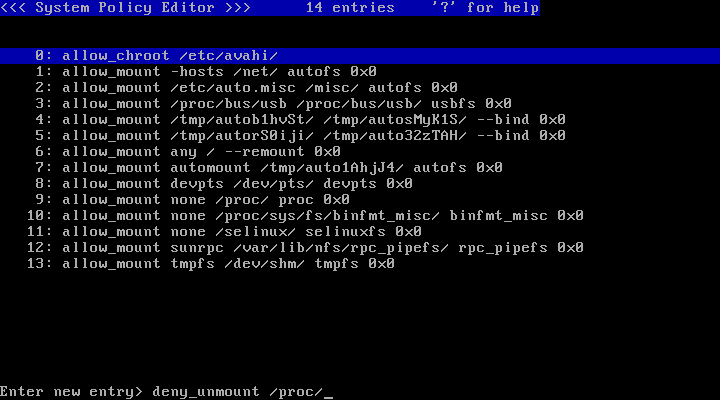 <<< System Policy Editor >>>      14 entries    '?' for help
0: allow_chroot /etc/avahi/
1: allow_mount -hosts /net/ autofs 0x0
2: allow_mount /etc/auto.misc /misc/ autofs 0x0
3: allow_mount /proc/bus/usb /proc/bus/usb/ usbfs 0x0
4: allow_mount /tmp/autob1hvSt/ /tmp/autosMyK1S/ --bind 0x0
5: allow_mount /tmp/autorS0iji/ /tmp/auto3ZzTAH/ --bind 0x0
6: allow_mount any / --remount 0x0
7: allow_mount automount /tmp/auto1AhjJ4/ autofs 0x0
8: allow_mount devpts /dev/pts/ devpts 0x0
9: allow_mount none /proc/ proc 0x0
10: allow_mount none /proc/sys/fs/binfmt_misc/ binfmt_misc 0x0
11: allow_mount none /selinux/ selinuxfs 0x0
12: allow_mount sunrpc /var/lib/nfs/rpc_pipefs/ rpc_pipefs 0x0
13: allow_mount tmpfs /dev/shm/ tmpfs 0x0
Enter new entry> deny_unmount /proc/_